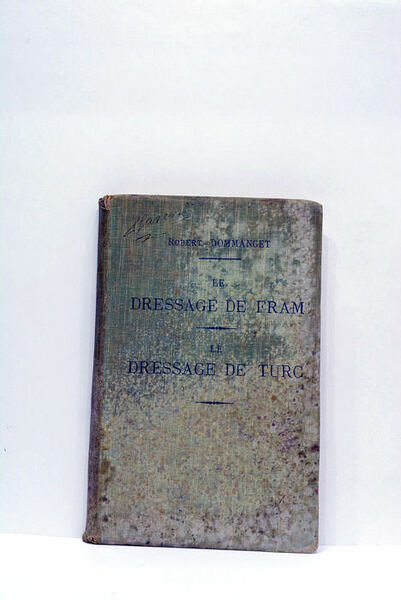 ROBERT DOMMANGET
LE
DRESSAGE DE FRAM
LE
DRESSAGE DE TURC